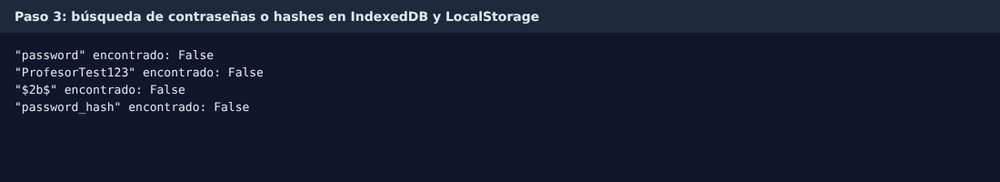 Paso 3: búsqueda de contraseñas o hashes en IndexedDB y LocalStorage
"password" encontrado: False
"ProfesorTest123" encontrado: False
"$2b$" encontrado: False
"password_hash" encontrado: False